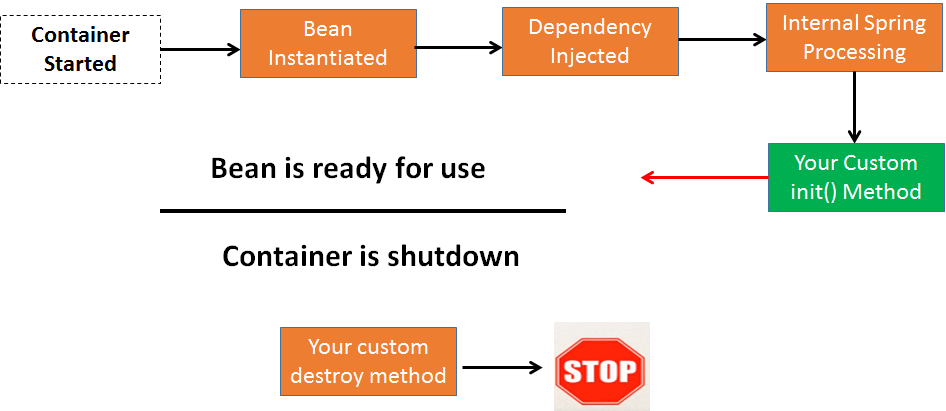 Container
Started
Bean
Instantiated
Dependency
Injected
Internal Spring
Processing
Your Custom
init() Method
Bean is ready for use
Container is shutdown
Your custom
destroy method
STOP